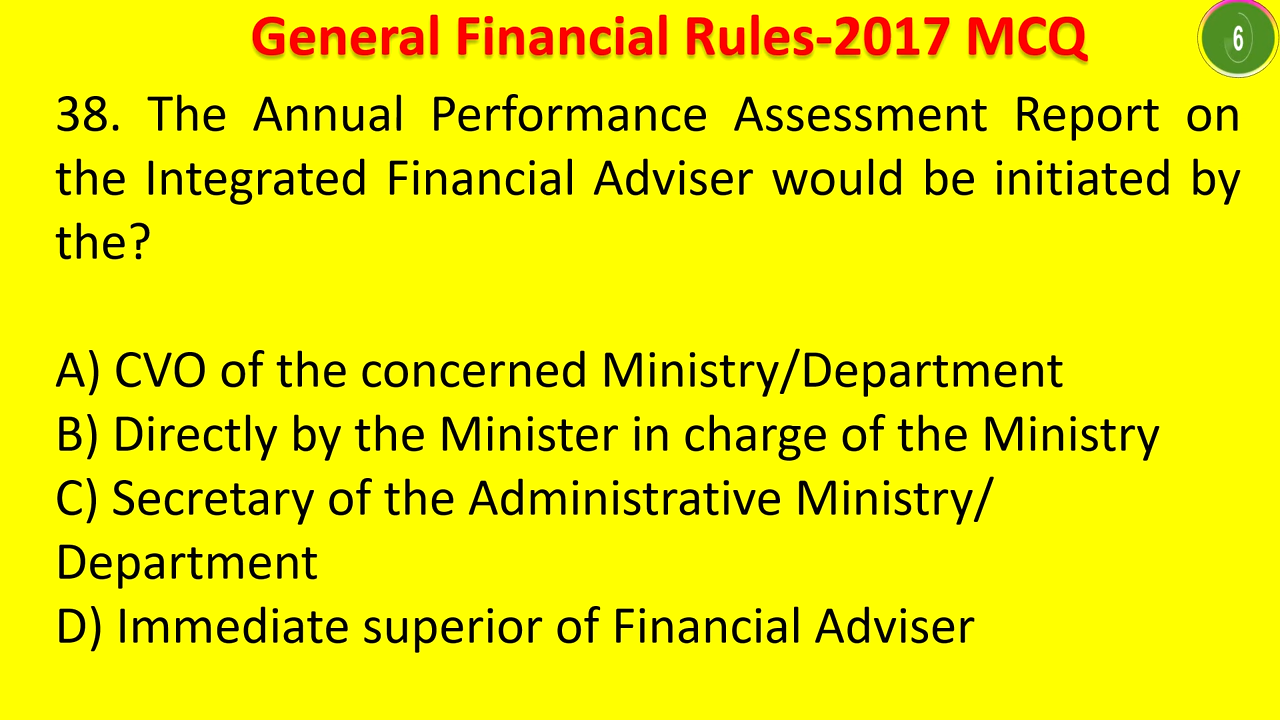 General Financial Rules-2017 MCQ
6
38. The Annual Performance Assessment Report on
the Integrated Financial Adviser would be initiated by
the?
A) CVO of the concerned Ministry/Department
B) Directly by the Minister in charge of the Ministry
C) Secretary of the Administrative Ministry/
Department
D) Immediate superior of Financial Adviser